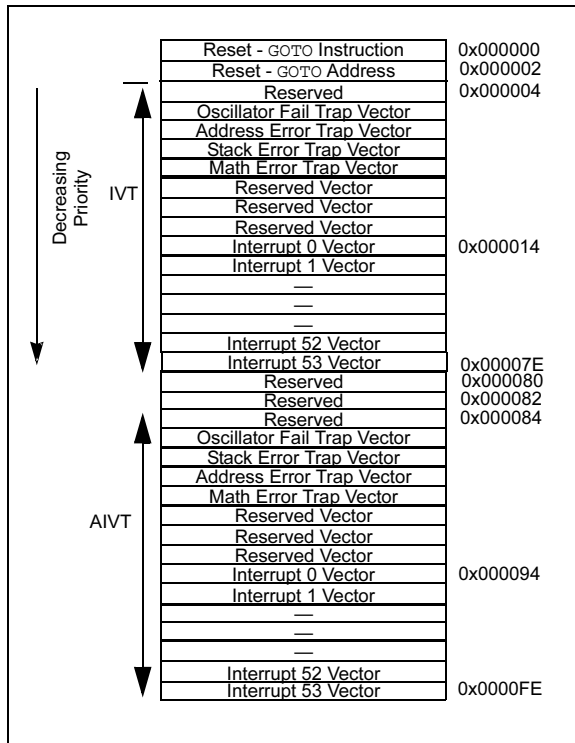 Reset - GOTO Instruction 0x000000
Reset - GOTO Address 0x000002
Reserved 0x000004
Oscillator Fail Trap Vector
Address Error Trap Vector
Stack Error Trap Vector
Math Error Trap Vector
Reserved Vector
Reserved Vector
Reserved Vector
Interrupt 0 Vector 0x000014
Interrupt 1 Vector
—
—
—
Interrupt 52 Vector
Interrupt 53 Vector 0x00007E
Decreasing
Priority
IVT
Reserved 0x000080
Reserved 0x000082
Reserved 0x000084
Oscillator Fail Trap Vector
Stack Error Trap Vector
Address Error Trap Vector
Math Error Trap Vector
Reserved Vector
Reserved Vector
Reserved Vector
Interrupt 0 Vector 0x000094
Interrupt 1 Vector
—
—
—
Interrupt 52 Vector
Interrupt 53 Vector 0x0000FE
AIVT